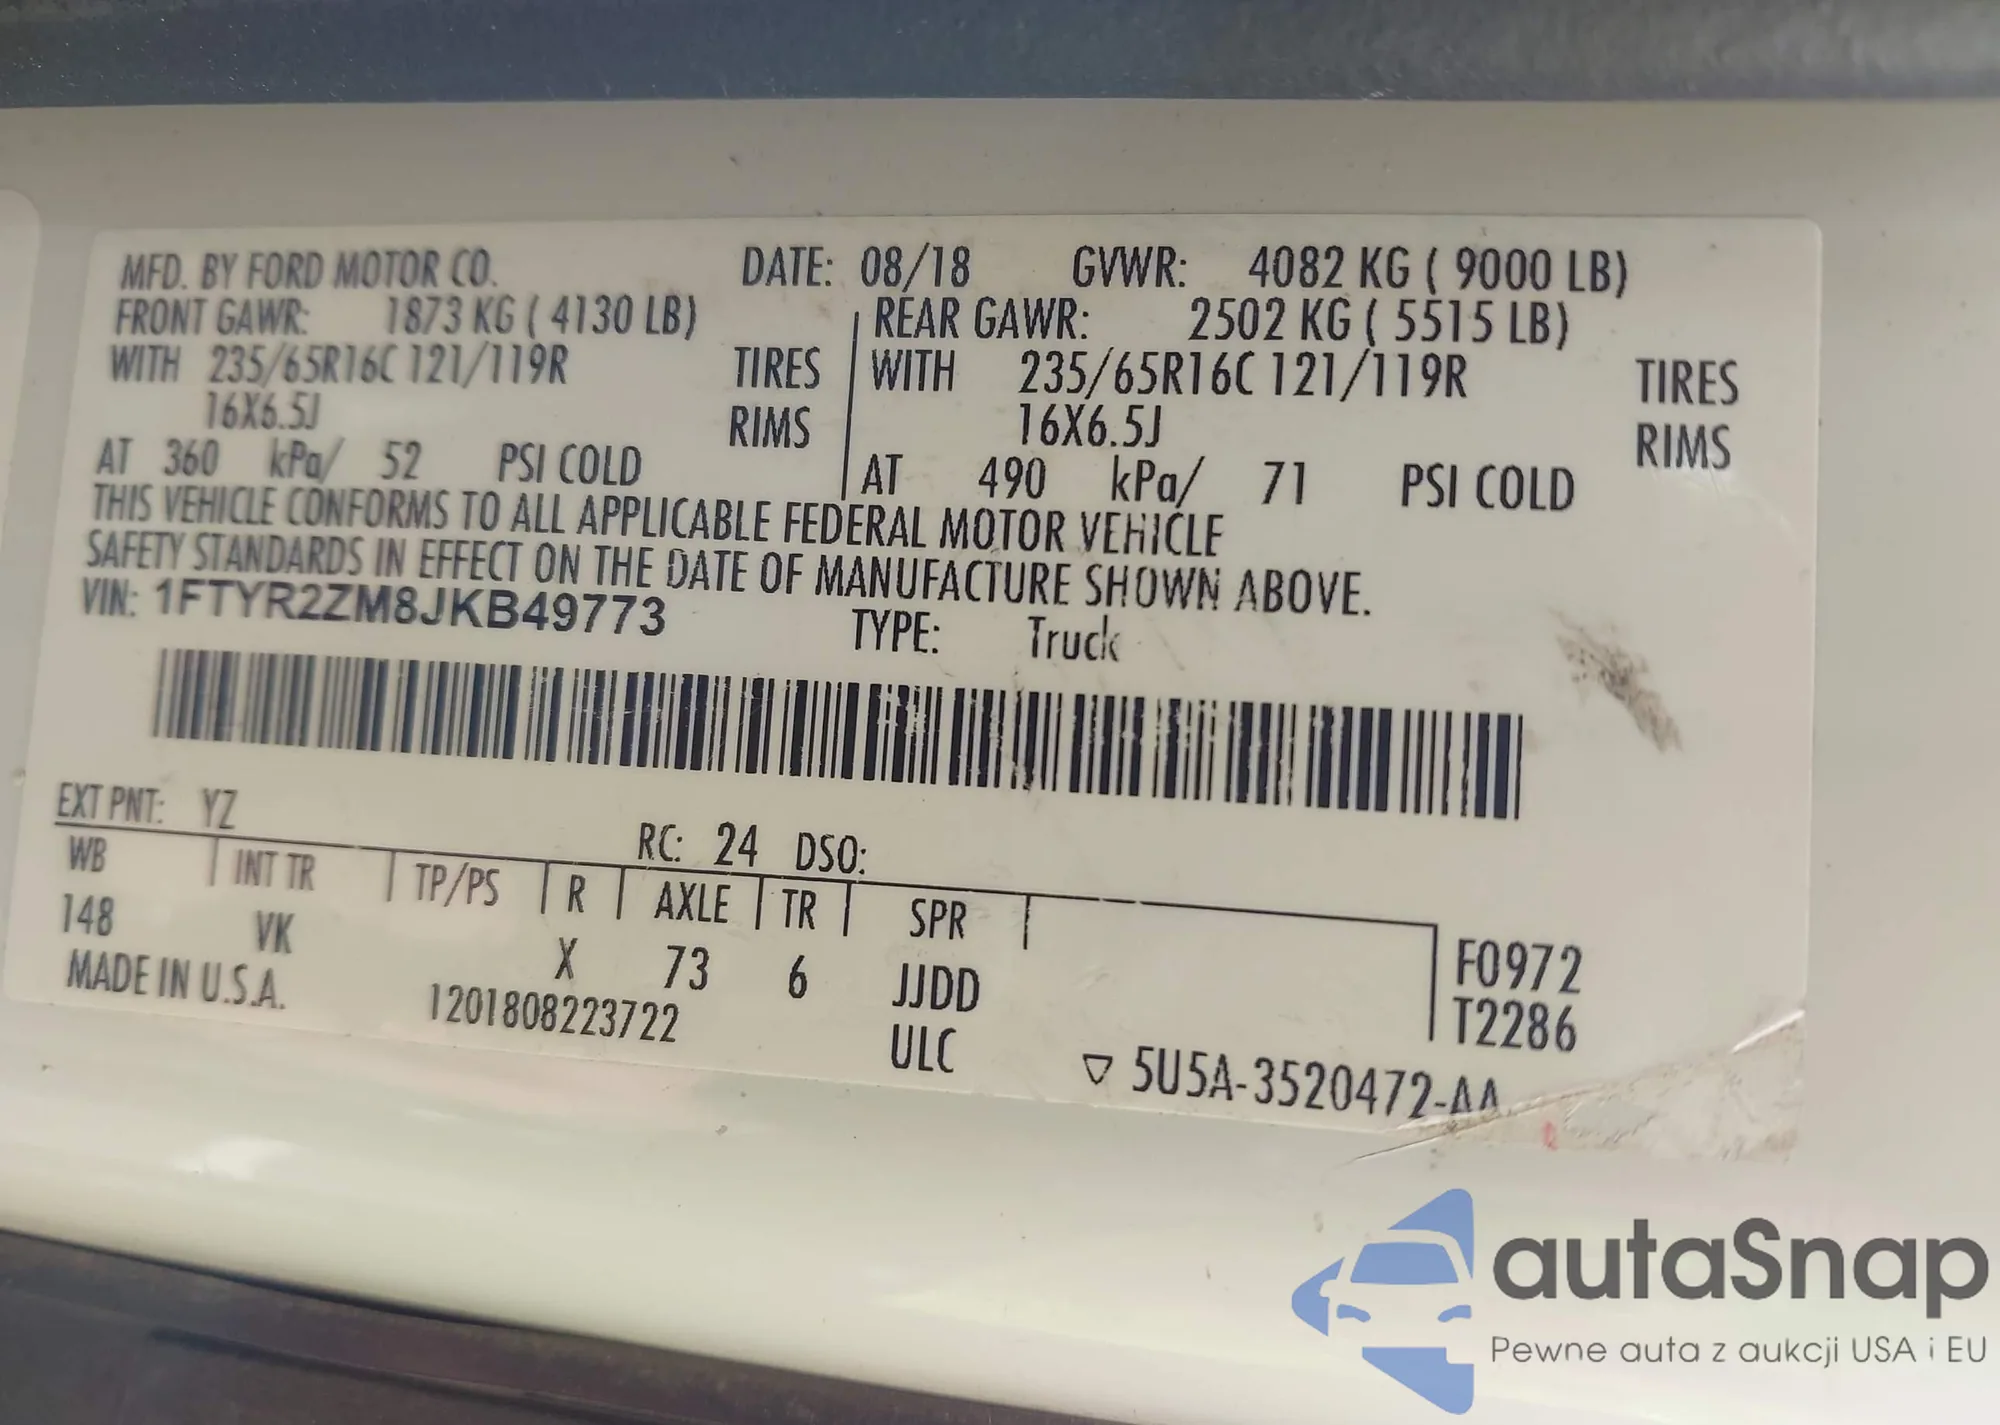 MFD. BY FORD MOTOR CO. DATE: 08/18 GVWR: 4082 KG ( 9000 LB)
FRONT GAWR: 1873 KG ( 4130 LB) REAR GAWR: 2502 KG ( 5515 LB)
WITH 235/65R16C 121/119R TIRES WITH 235/65R16C 121/119R TIRES
16X6.5J RIMS 16X6.5J RIMS
AT 360 kPa/ 52 PSI COLD AT 490 kPa/ 71 PSI COLD
THIS VEHICLE CONFORMS TO ALL APPLICABLE FEDERAL MOTOR VEHICLE
SAFETY STANDARDS IN EFFECT ON THE DATE OF MANUFACTURE SHOWN ABOVE.
VIN: 1FTYR2ZM8JKB49773 TYPE: Truck
EXT PNT: YZ RC: 24 DSO:
WB INT TR TP/PS R AXLE TR SPR
148 VK X 73 6 JJDD F0972
MADE IN U.S.A. 1201808223722 ULC T2286
▽ 5U5A-3520472-AA
autaSnap
Pewne auta z aukcji USA i EU